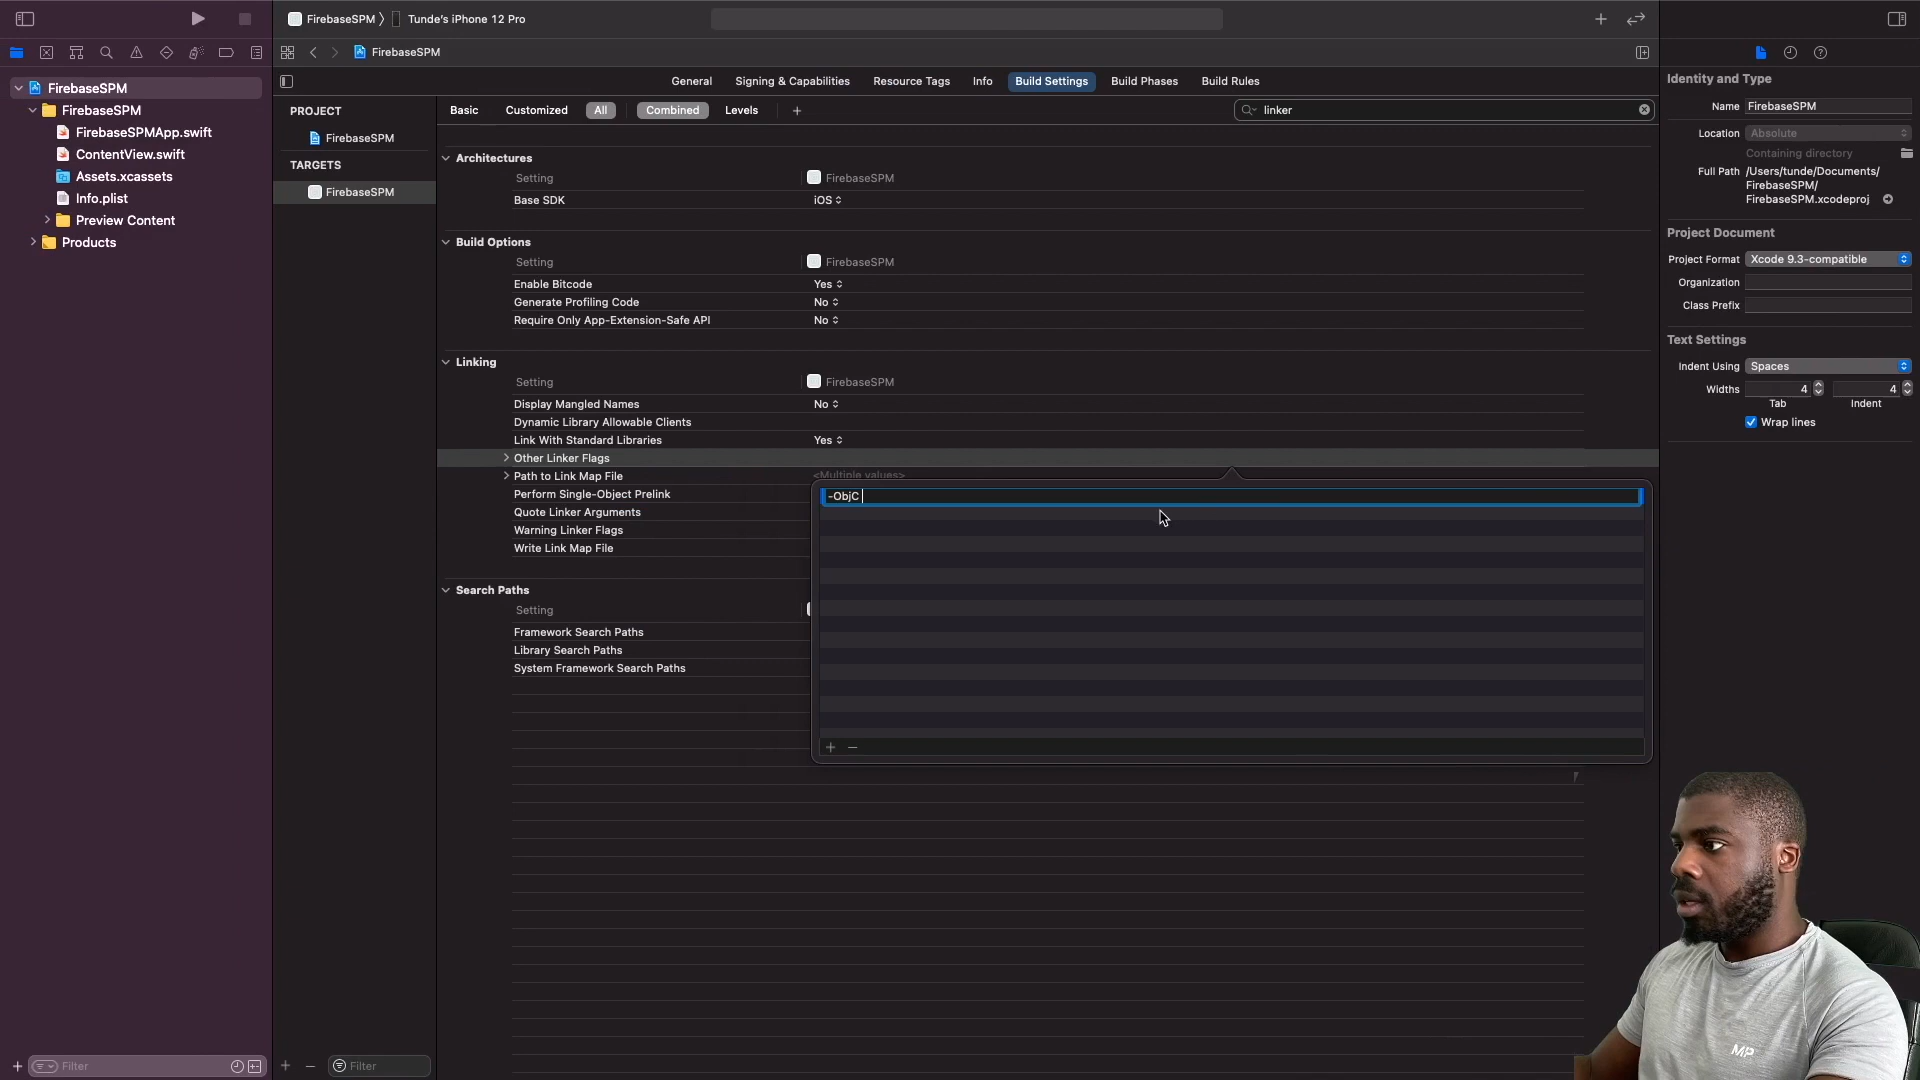 FirebaseSPM
Tunde's iPhone 12 Pro
FirebaseSPM
General
Signing & Capabilities
Resource Tags
Info
Build Settings
Build Phases
Build Rules
FirebaseSPM
FirebaseSPM
FirebaseSPMApp.swift
ContentView.swift
Assets.xcassets
Info.plist
Preview Content
Products
Filter
PROJECT
FirebaseSPM
TARGETS
FirebaseSPM
Filter
Basic
Customized
All
Combined
Levels
linker
Architectures
Setting FirebaseSPM
Base SDK iOS
Build Options
Setting FirebaseSPM
Enable Bitcode Yes
Generate Profiling Code No
Require Only App-Extension-Safe API No
Linking
Setting FirebaseSPM
Display Mangled Names No
Dynamic Library Allowable Clients
Link With Standard Libraries Yes
Other Linker Flags
Path to Link Map File <Multiple values>
Perform Single-Object Prelink
Quote Linker Arguments
Warning Linker Flags
Write Link Map File
-ObjC
Search Paths
Setting
Framework Search Paths
Library Search Paths
System Framework Search Paths
Identity and Type
Name FirebaseSPM
Location Absolute
Containing directory
Full Path /Users/tunde/Documents/
FirebaseSPM/
FirebaseSPM.xcodeproj
Project Document
Project Format Xcode 9.3-compatible
Organization
Class Prefix
Text Settings
Indent Using Spaces
Widths 4 4
Tab Indent
Wrap lines
MP